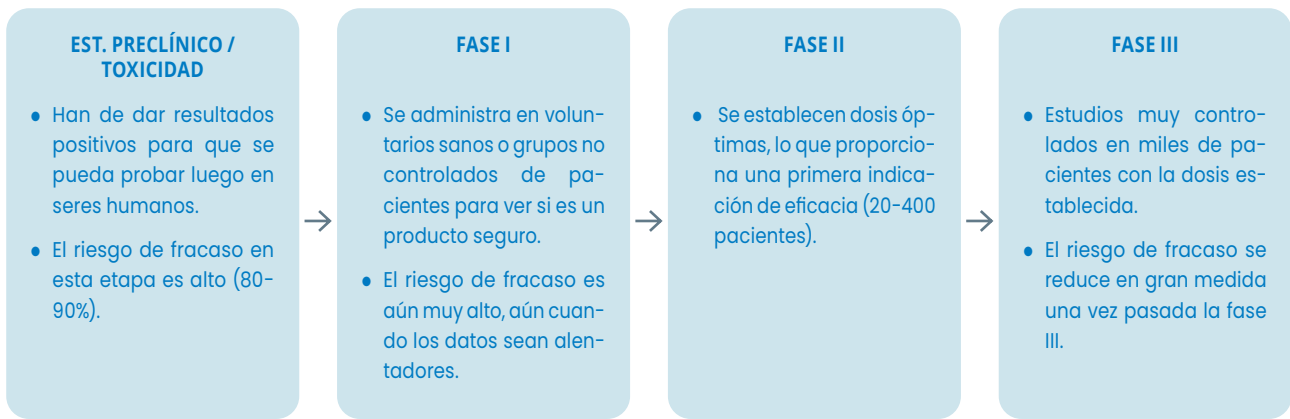 EST. PRECLÍNICO /
TOXICIDAD
● Han de dar resultados
positivos para que se
pueda probar luego en
seres humanos.
● El riesgo de fracaso en
esta etapa es alto (80-
90%).
FASE I
● Se administra en volun-
tarios sanos o grupos no
controlados de pa-
cientes para ver si es un
producto seguro.
● El riesgo de fracaso es
aún muy alto, aún cuan-
do los datos sean alen-
tadores.
FASE II
● Se establecen dosis óp-
timas, lo que proporcio-
na una primera indica-
ción de eficacia (20-400
pacientes).
FASE III
● Estudios muy contro-
lados en miles de pa-
cientes con la dosis es-
tablecida.
● El riesgo de fracaso se
reduce en gran medida
una vez pasada la fase
III.